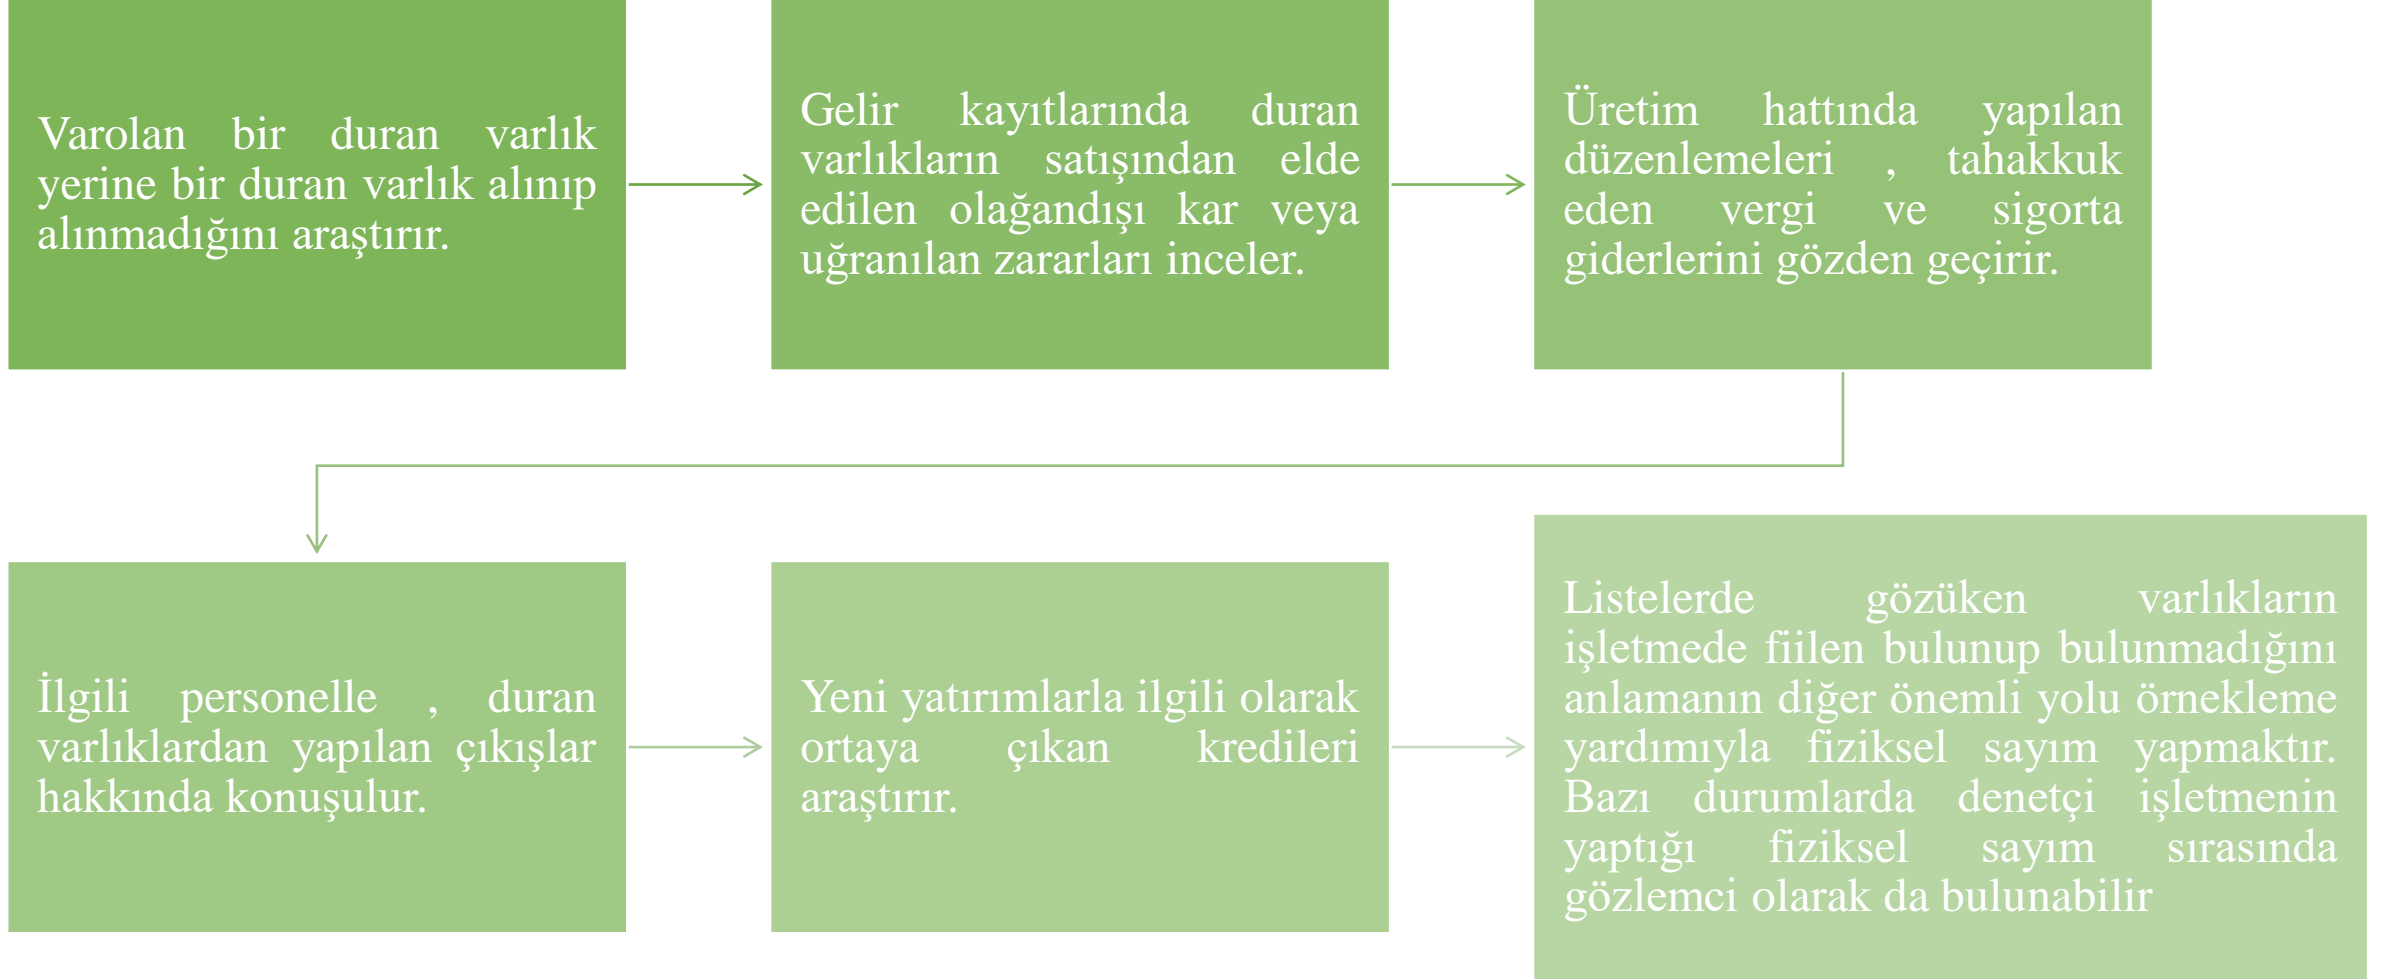 Varolan bir duran varlık
yerine bir duran varlık alınıp
alınmadığını araştırır.
Gelir kayıtlarında duran
varlıkların satışından elde
edilen olağandışı kar veya
uğranılan zararları inceler.
Üretim hattında yapılan
düzenlemeleri , tahakkuk
eden vergi ve sigorta
giderlerini gözden geçirir.
İlgili personelle , duran
varlıklardan yapılan çıkışlar
hakkında konuşulur.
Yeni yatırımlarla ilgili olarak
ortaya çıkan kredileri
araştırır.
Listelerde gözüken varlıkların
işletmede fiilen bulunup bulunmadığını
anlamanın diğer önemli yolu örnekleme
yardımıyla fiziksel sayım yapmaktır.
Bazı durumlarda denetçi işletmenin
yaptığı fiziksel sayım sırasında
gözlemci olarak da bulunabilir